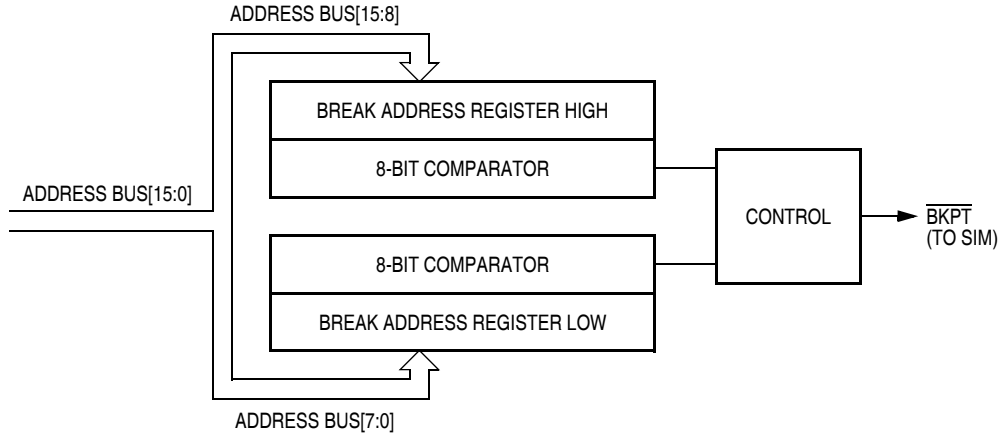 ADDRESS BUS[15:8]
BREAK ADDRESS REGISTER HIGH
8-BIT COMPARATOR
ADDRESS BUS[15:0]
CONTROL
BKPT
(TO SIM)
8-BIT COMPARATOR
BREAK ADDRESS REGISTER LOW
ADDRESS BUS[7:0]